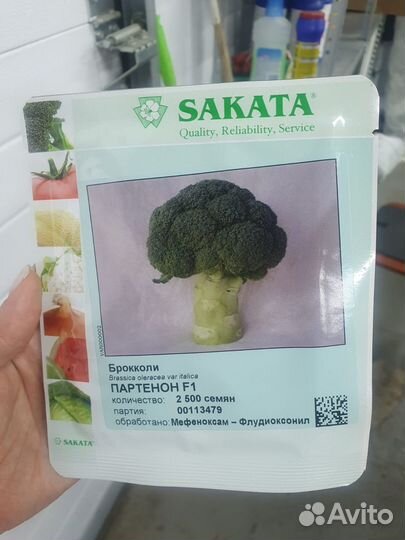 SAKATA®
Quality, Reliability, Service
Брокколи
Brassica oleracea var italica
ПАРТЕНОН F1
количество: 2 500 семян
партия: 00113479
обработано: Мефеноксам – Флудиоксонил
SAKATA
Avito